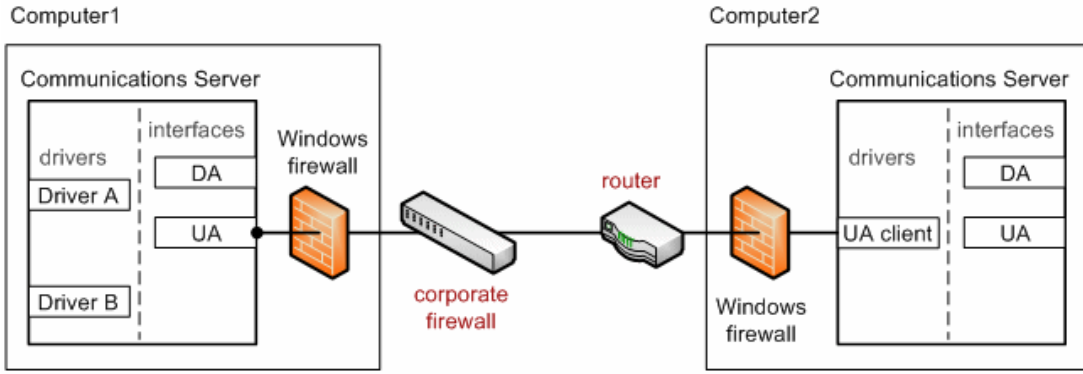 Computer1
Communications Server
drivers
interfaces
DA
Driver A
UA
Driver B
Windows
firewall
corporate
firewall
router
Computer2
Communications Server
drivers
interfaces
DA
UA client
UA
Windows
firewall